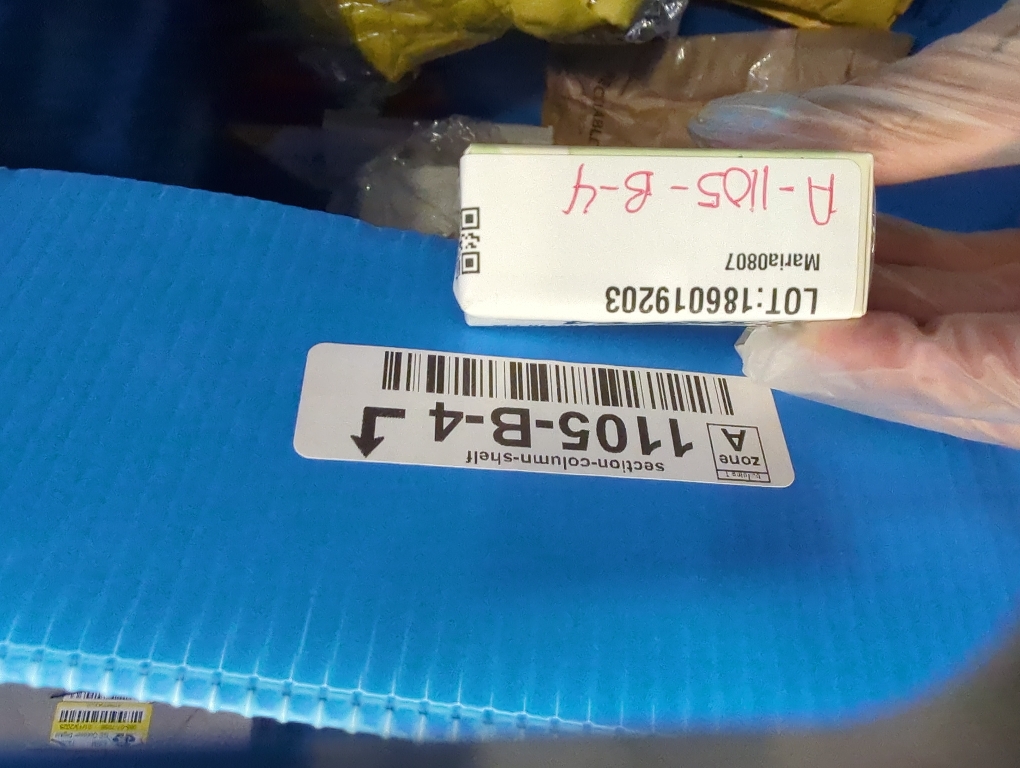 A-1105-B-4
Maria0807
LOT:186019203
zone
A
section-column-shelf
1105-B-4